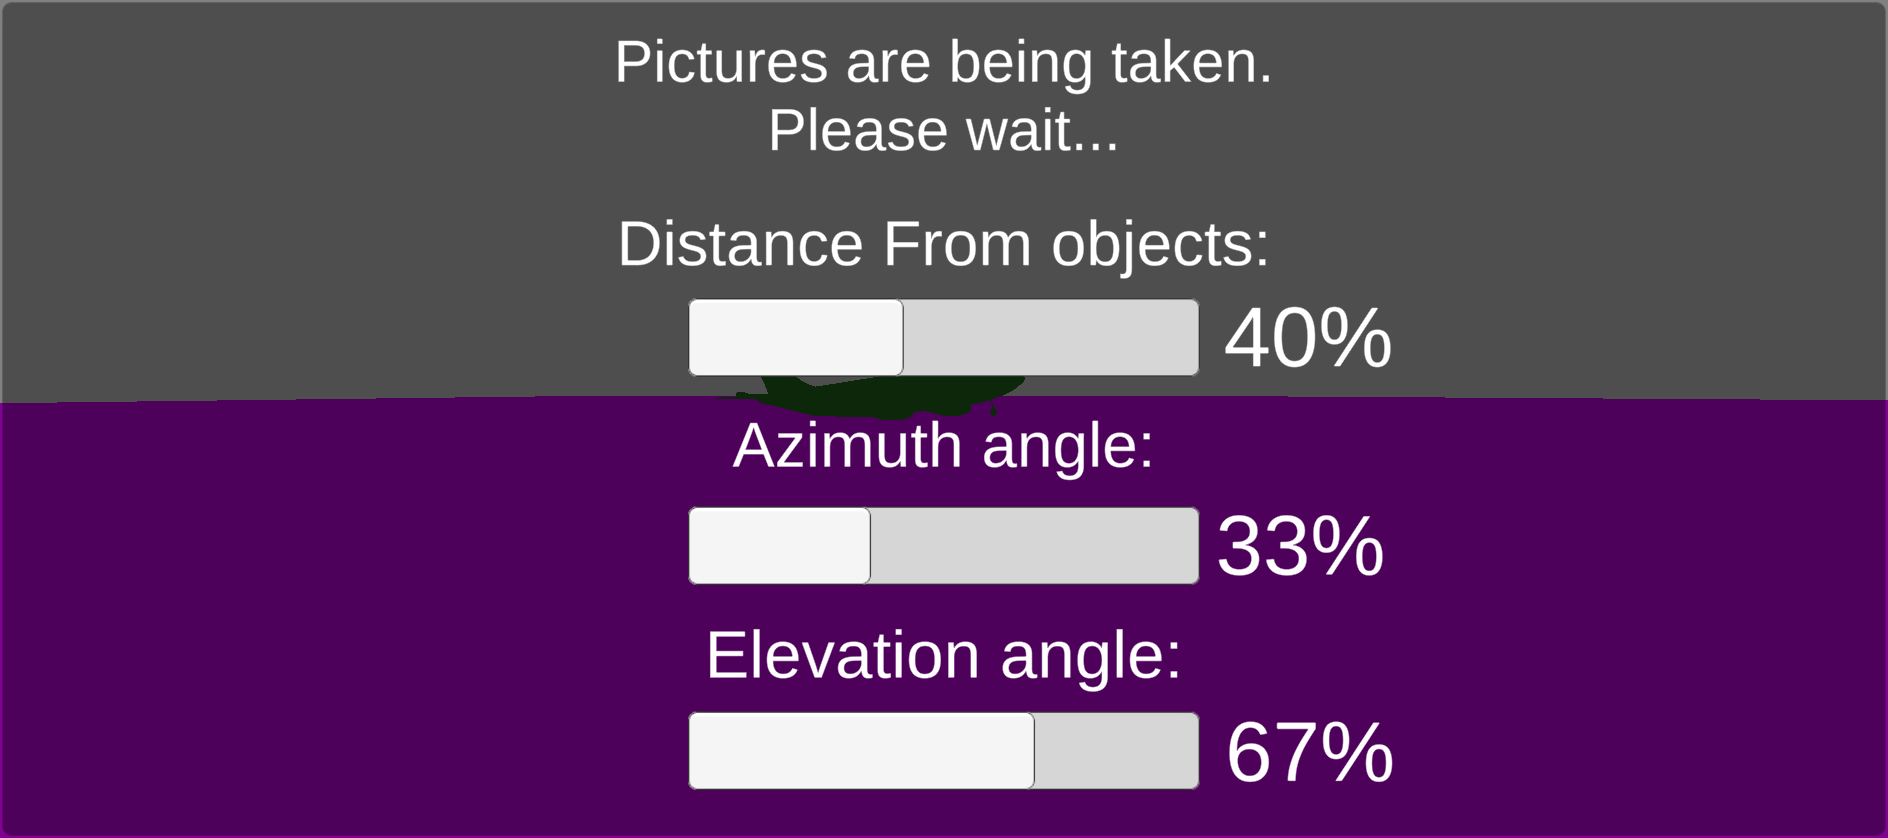 Pictures are being taken.
Please wait...
Distance From objects:
40%
Azimuth angle:
33%
Elevation angle:
67%